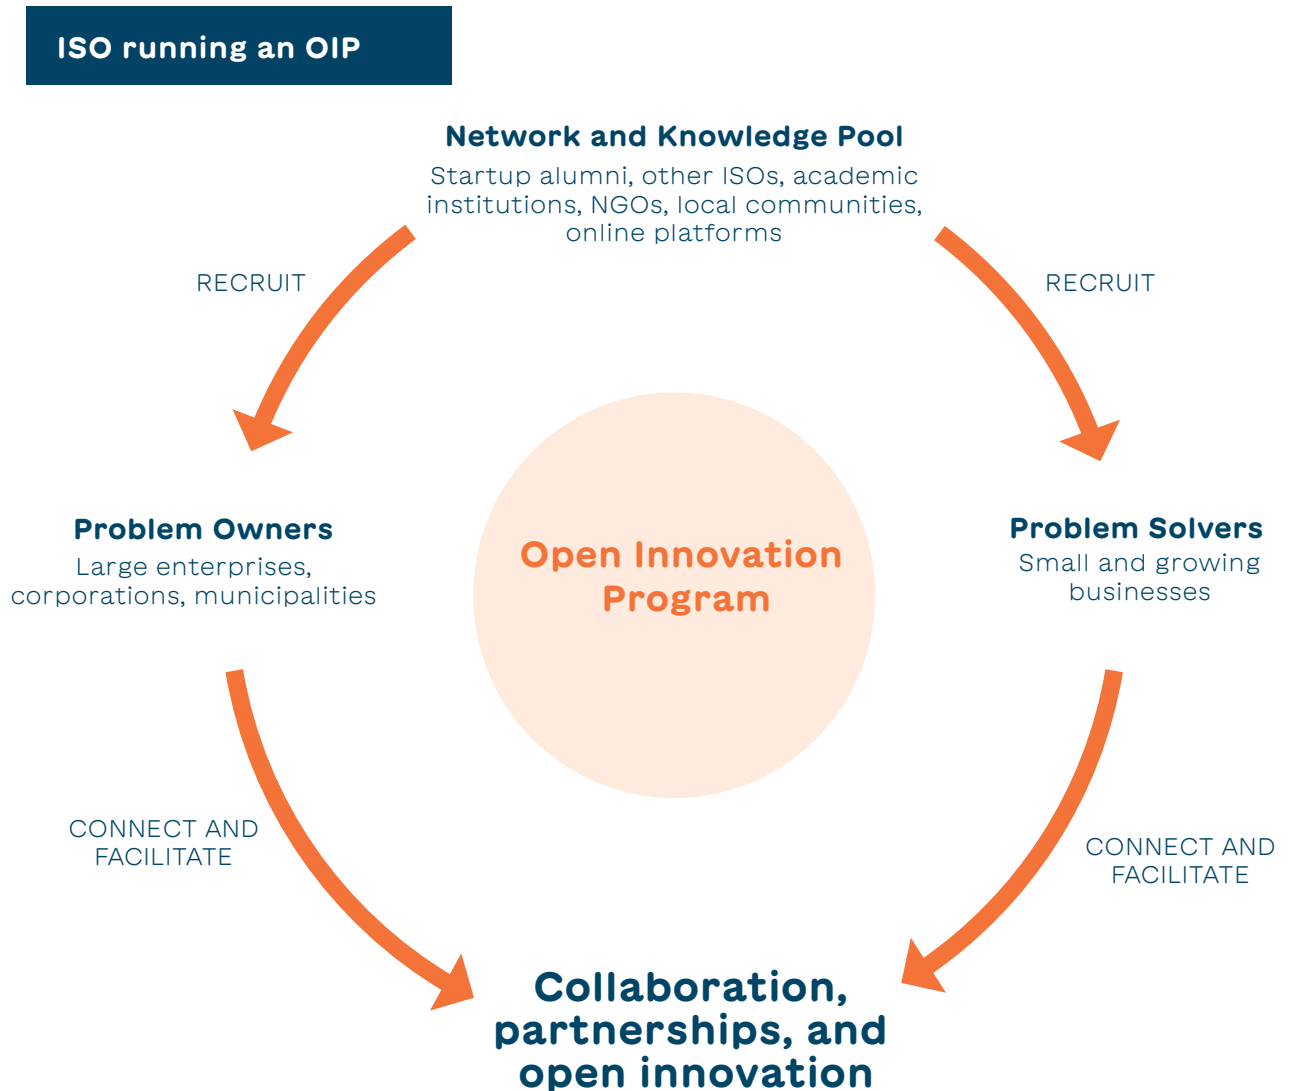 ISO running an OIP
Network and Knowledge Pool
Startup alumni, other ISOs, academic
institutions, NGOs, local communities,
online platforms
RECRUIT
RECRUIT
Problem Owners
Large enterprises,
corporations, municipalities
Open Innovation
Program
Problem Solvers
Small and growing
businesses
CONNECT AND
FACILITATE
CONNECT AND
FACILITATE
Collaboration,
partnerships, and
open innovation